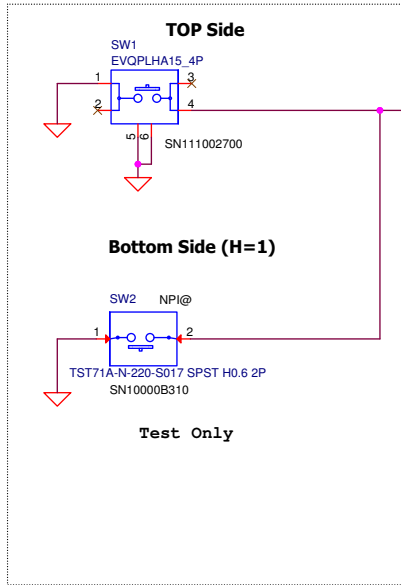 TOP Side
SW1
EVQPLHA15_4P
1
3
2
4
5
6
SN111002700
Bottom Side (H=1)
SW2 NPI@
1
2
TST71A-N-220-S017 SPST H0.6 2P
SN10000B310
Test Only